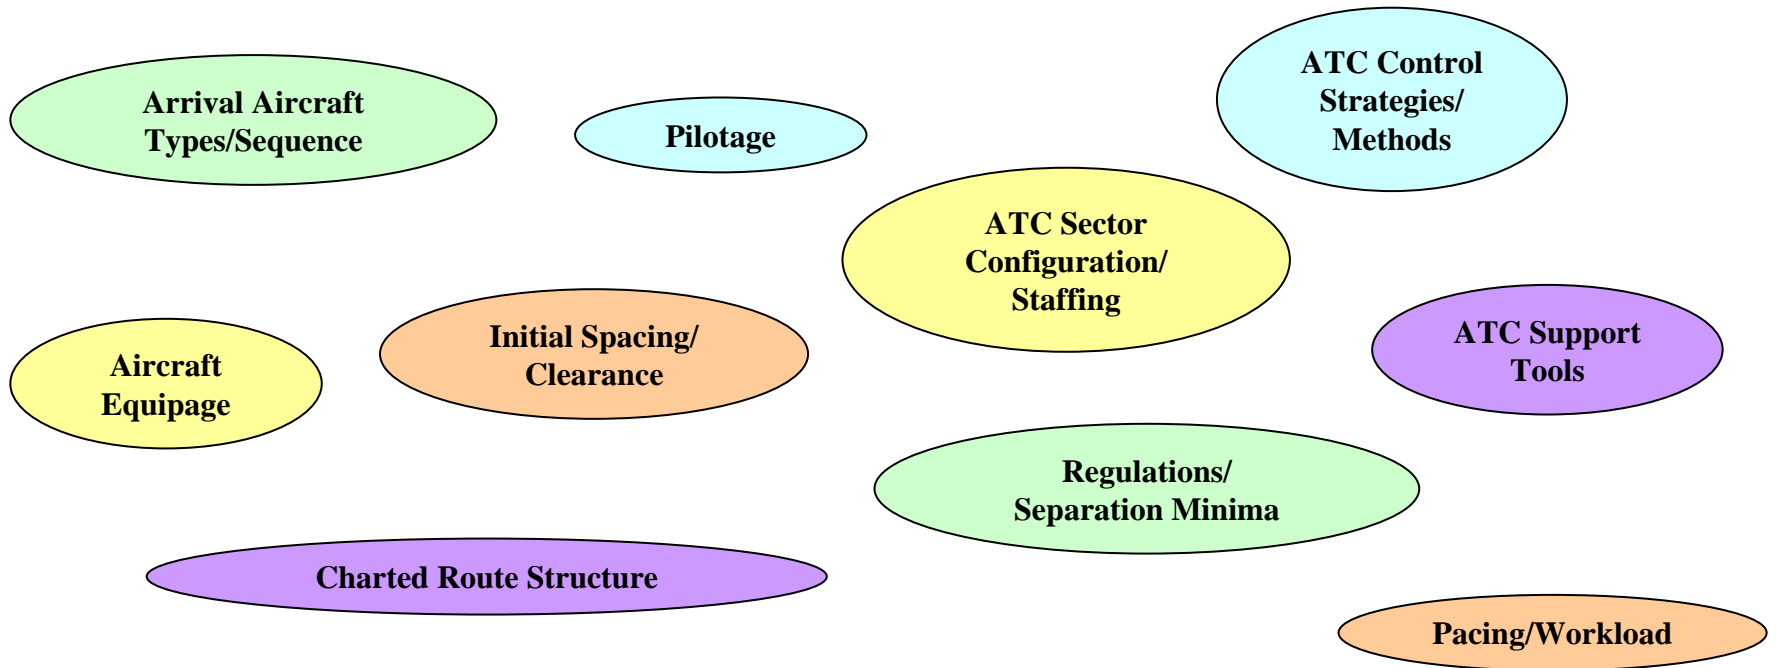 Arrival Aircraft
Types/Sequence
Pilotage
ATC Control
Strategies/
Methods
ATC Sector
Configuration/
Staffing
Aircraft
Equipage
Initial Spacing/
Clearance
ATC Support
Tools
Regulations/
Separation Minima
Charted Route Structure
Pacing/Workload